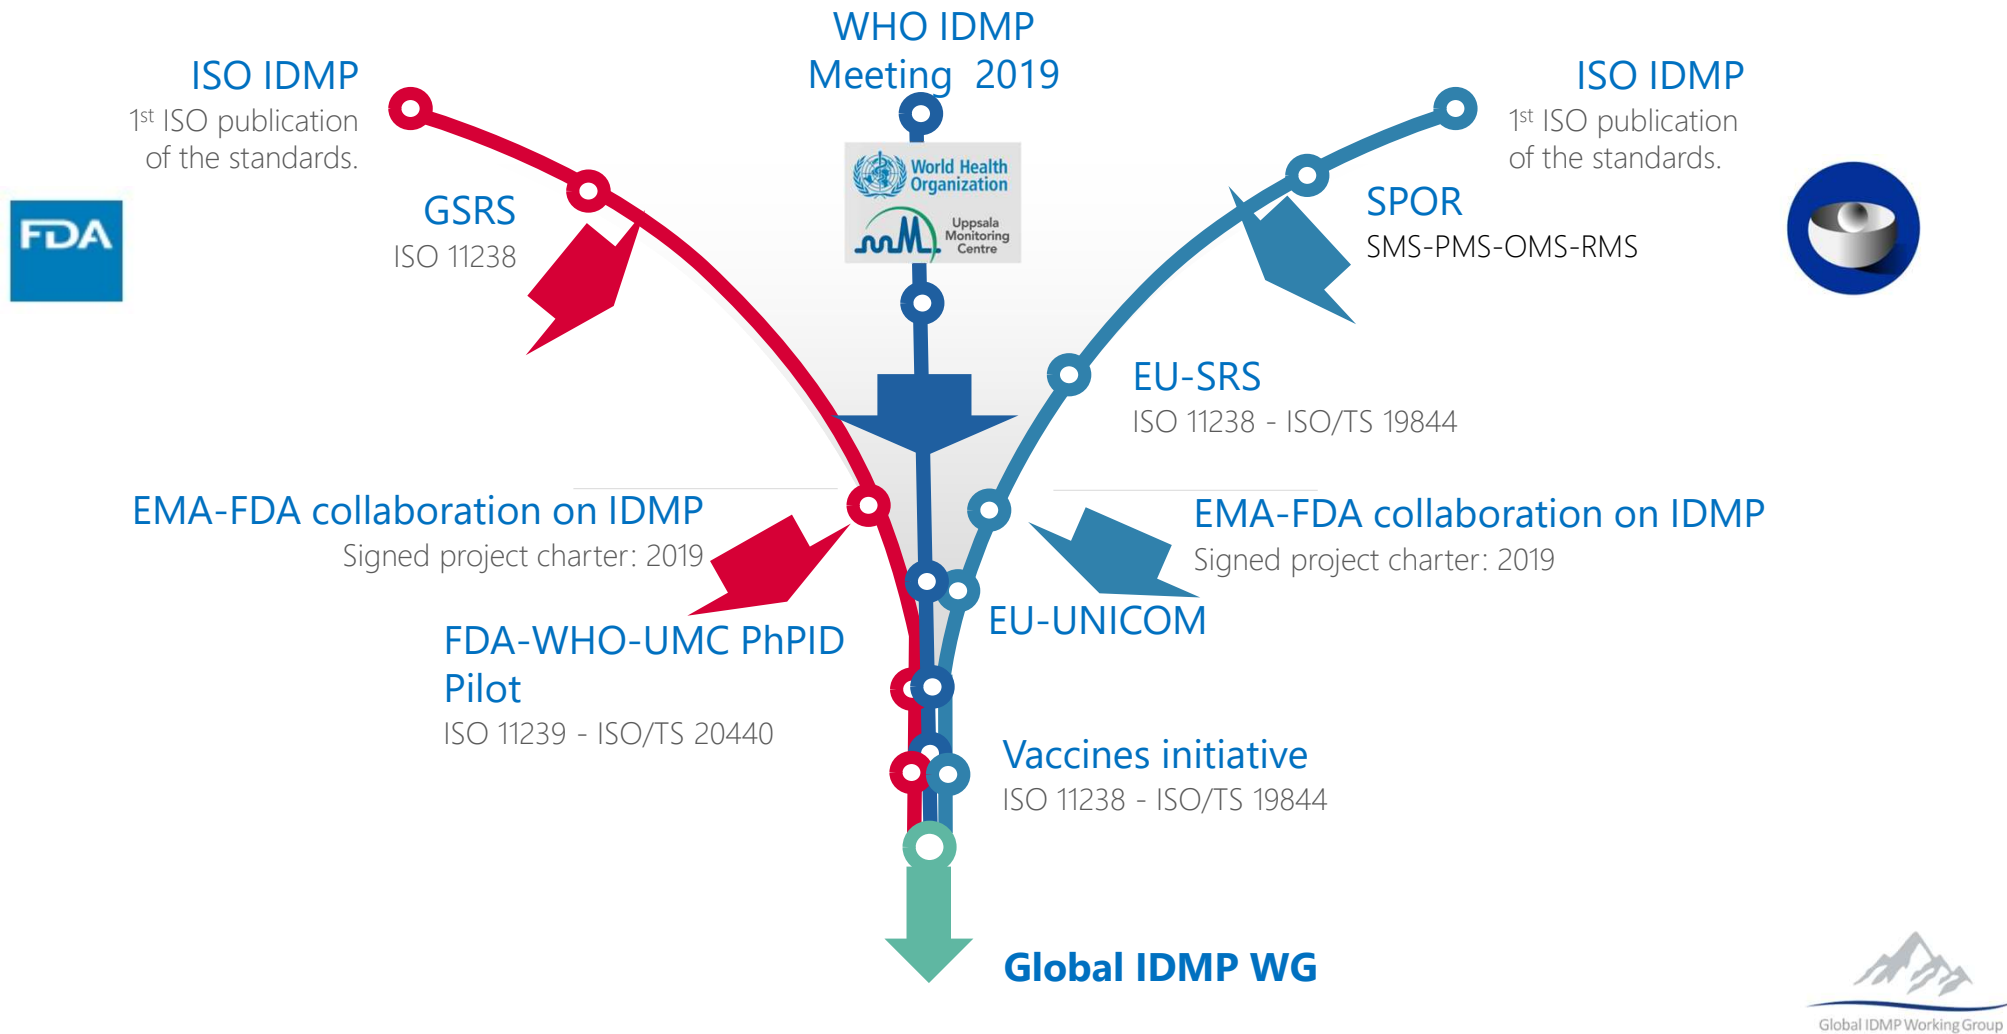 WHO IDMP
Meeting 2019
ISO IDMP
1st ISO publication
of the standards.
FDA
GSRS
ISO 11238
World Health
Organization
Uppsala
Monitoring
Centre
ISO IDMP
1st ISO publication
of the standards.
SPOR
SMS-PMS-OMS-RMS
EU-SRS
ISO 11238 - ISO/TS 19844
EMA-FDA collaboration on IDMP
Signed project charter: 2019
EMA-FDA collaboration on IDMP
Signed project charter: 2019
FDA-WHO-UMC PhPID
Pilot
ISO 11239 - ISO/TS 20440
EU-UNICOM
Vaccines initiative
ISO 11238 - ISO/TS 19844
Global IDMP WG
Global IDMP Working Group